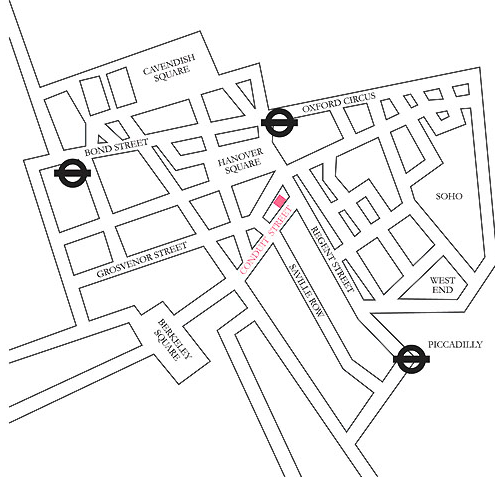 CAVENDISH
SQUARE
OXFORD CIRCUS
BOND STREET
HANOVER
SQUARE
SOHO
CONDUIT STREET
REGENT STREET
GROSVENOR STREET
SAVILLE ROW
WEST
END
BERKELEY
SQUARE
PICCADILLY